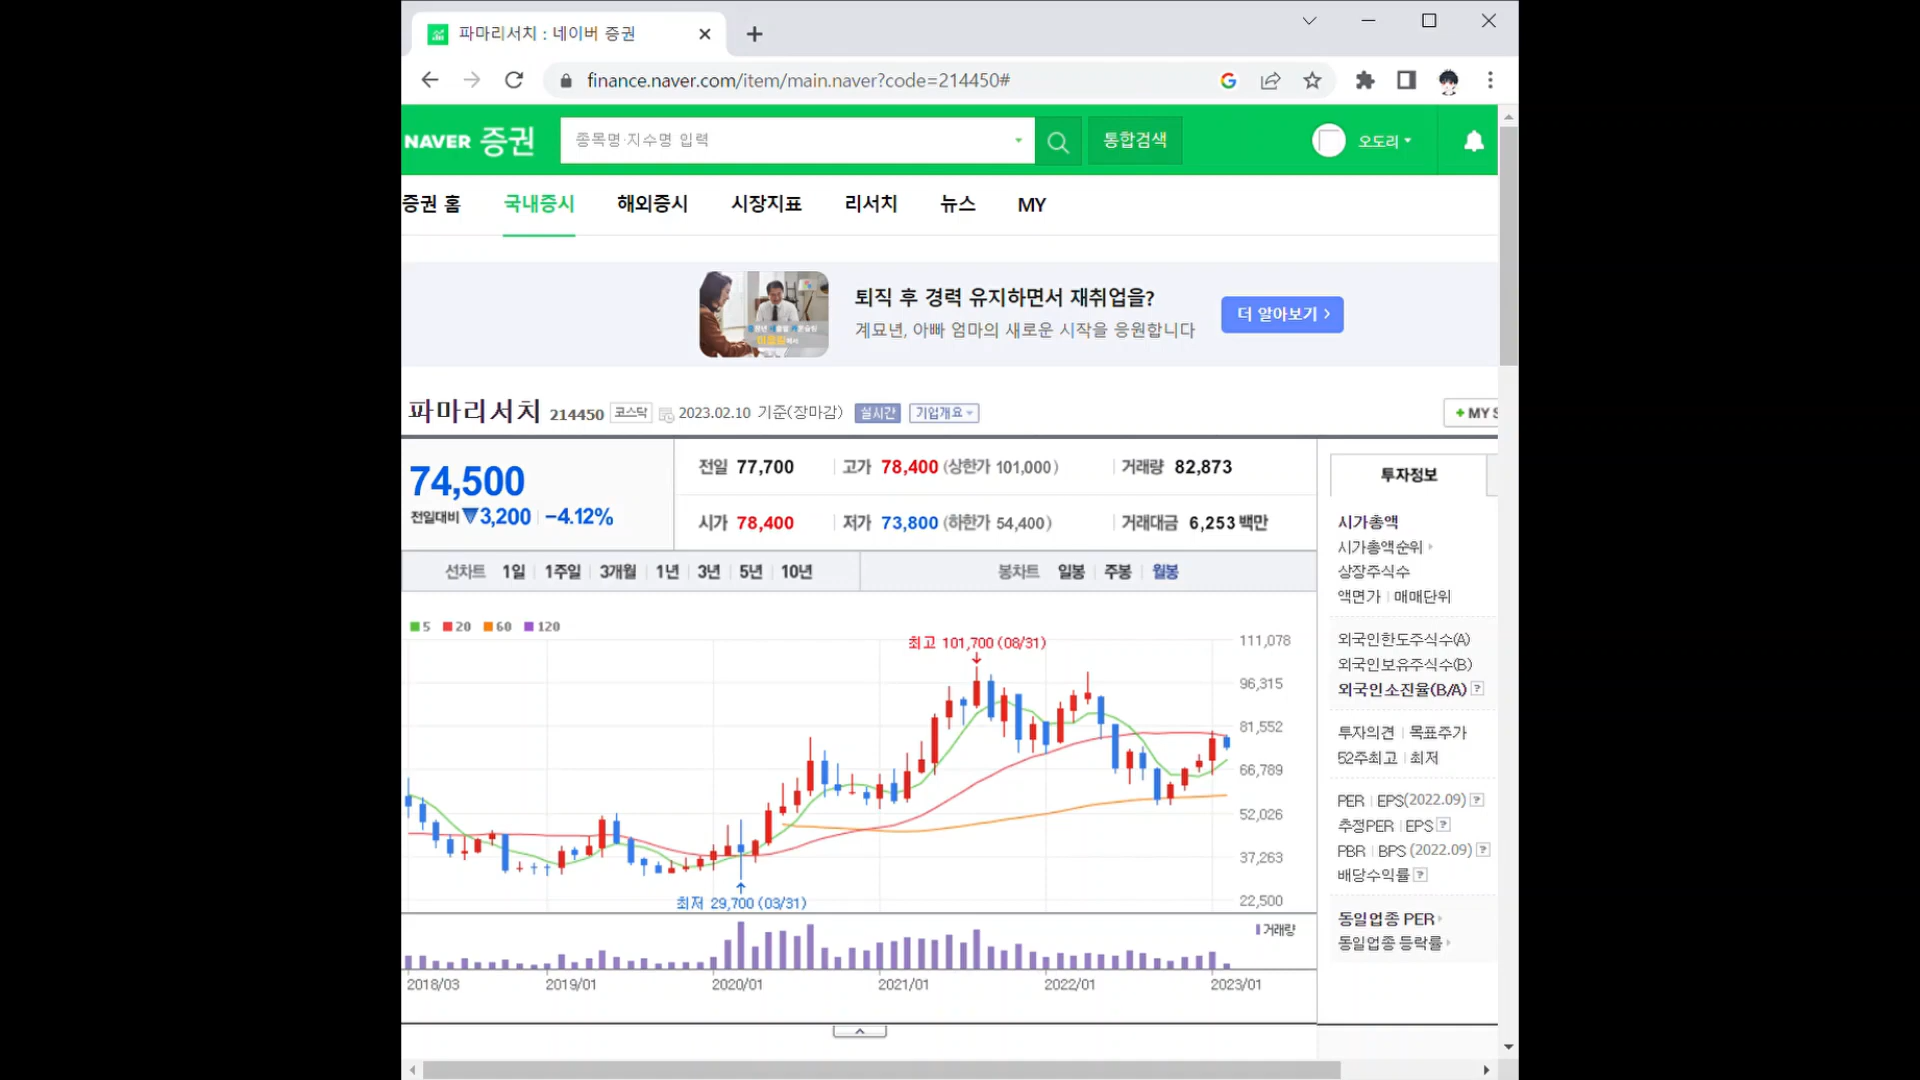 파마리서치 : 네이버 증권
finance.naver.com/item/main.naver?code=214450#
NAVER 증권
종목명·지수명 입력
통합검색
오도리
증권 홈 국내증시 해외증시 시장지표 리서치 뉴스 MY
퇴직 후 경력 유지하면서 재취업을?
계묘년, 아빠 엄마의 새로운 시작을 응원합니다
더 알아보기 >
파마리서치 214450 코스닥 2023.02.10 기준(장마감) 실시간 기업개요
+ MY S
74,500
전일대비 ▼3,200 -4.12%
전일 77,700 고가 78,400 (상한가 101,000) 거래량 82,873
시가 78,400 저가 73,800 (하한가 54,400) 거래대금 6,253 백만
선차트 1일 1주일 3개월 1년 3년 5년 10년
봉차트 일봉 주봉 월봉
5 20 60 120
최고 101,700 (08/31)
최저 29,700 (03/31)
111,078
96,315
81,552
66,789
52,026
37,263
22,500
거래량
2018/03 2019/01 2020/01 2021/01 2022/01 2023/01
투자정보
시가총액
시가총액순위
상장주식수
액면가 매매단위
외국인한도주식수(A)
외국인보유주식수(B)
외국인소진율(B/A) ?
투자의견 목표주가
52주최고 최저
PER EPS(2022.09) ?
추정PER EPS ?
PBR BPS (2022.09) ?
배당수익률 ?
동일업종 PER
동일업종 등락률